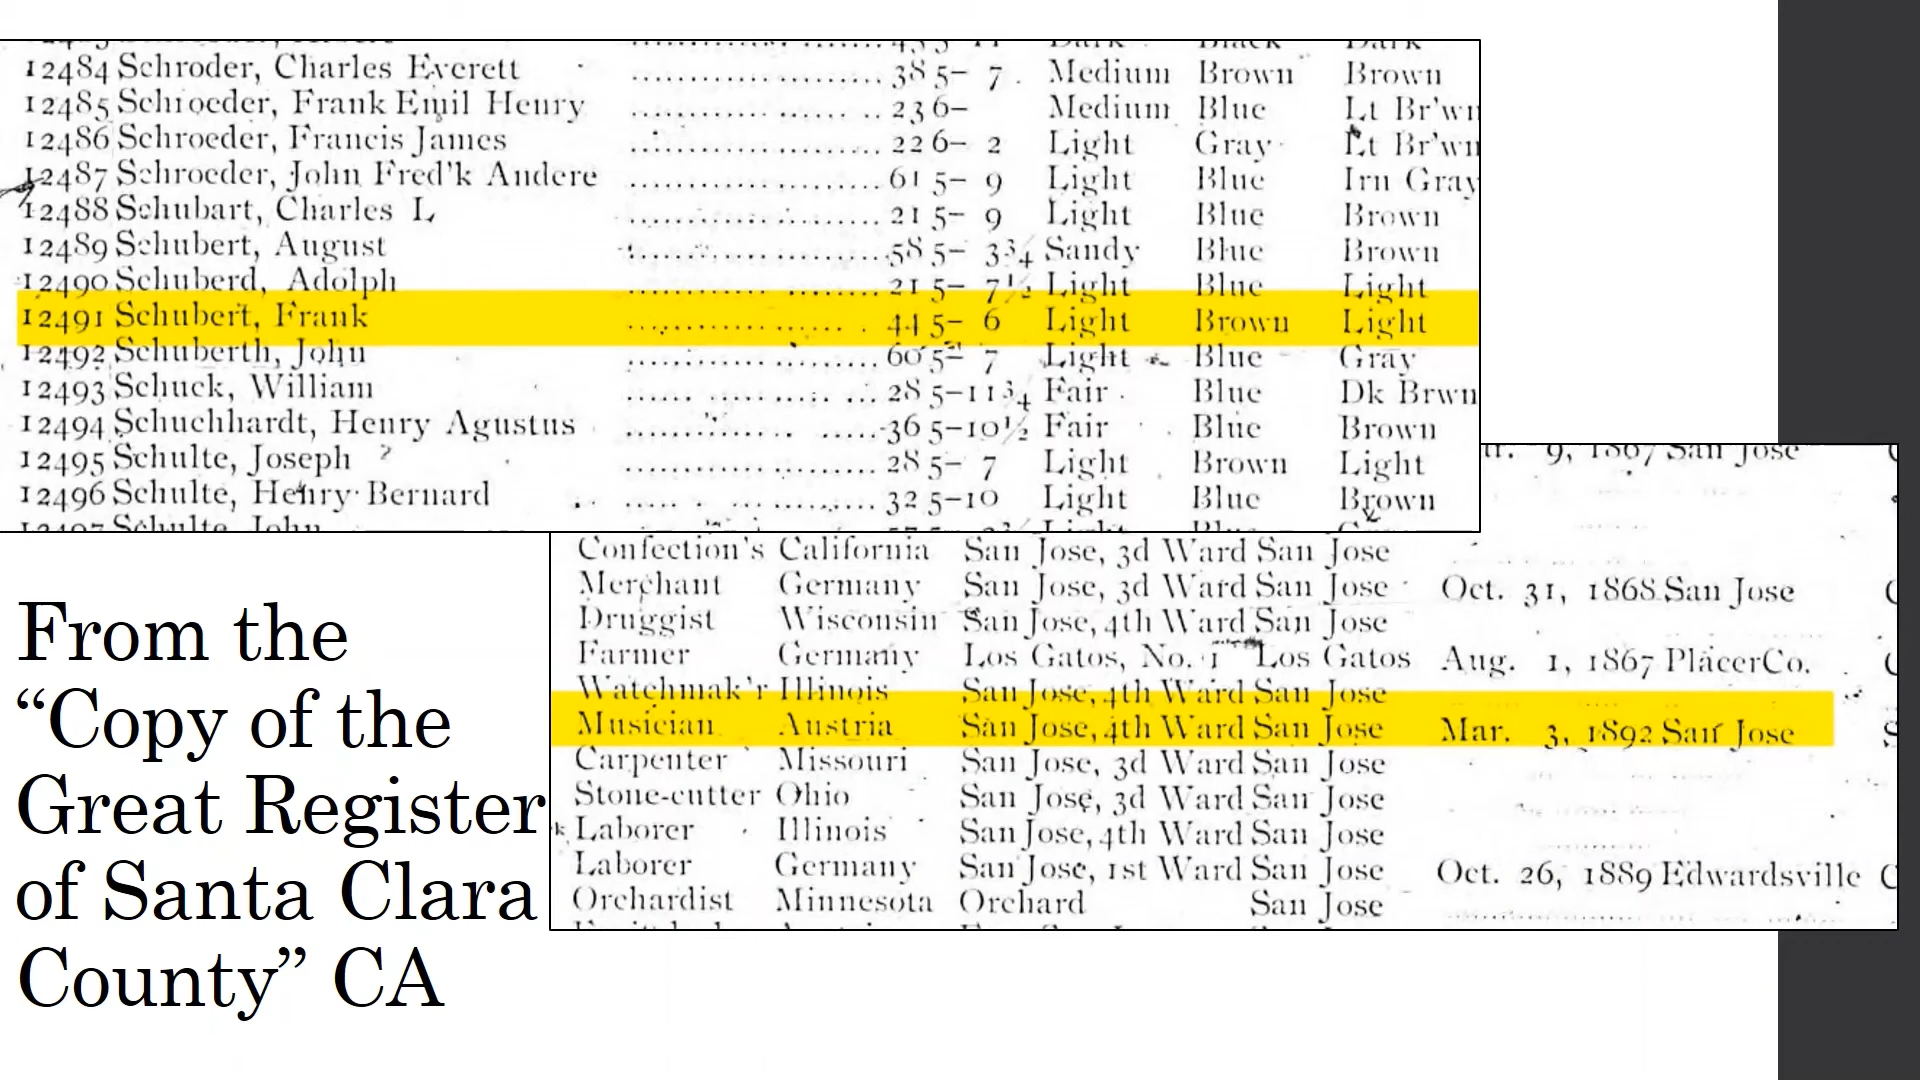 12484 Schroder, Charles Everett 38 5– 7 Medium Brown Brown
12485 Schroeder, Frank Emil Henry 23 6– Medium Blue Lt Br'wn
12486 Schroeder, Francis James 22 6– 2 Light Gray Lt Br'wn
12487 Schroeder, John Fred'k Andere 61 5– 9 Light Blue Irn Gray
12488 Schubart, Charles L 21 5– 9 Light Blue Brown
12489 Schubert, August 58 5– 3¾ Sandy Blue Brown
12490 Schuberd, Adolph 21 5– 7½ Light Blue Light
12491 Schubert, Frank 44 5– 6 Light Brown Light
12492 Schuberth, John 60 5– 7 Light Blue Gray
12493 Schuck, William 28 5–11¾ Fair Blue Dk Brwn
12494 Schuchhardt, Henry Agustus 36 5–10½ Fair Blue Brown
12495 Schulte, Joseph 28 5– 7 Light Brown Light
12496 Schulte, Henry Bernard 32 5–10 Light Blue Brown
12497 Schulte, John
9, 1867 San Jose
Confection's California San Jose, 3d Ward San Jose
Merchant Germany San Jose, 3d Ward San Jose Oct. 31, 1868 San Jose
Druggist Wisconsin San Jose, 4th Ward San Jose
Farmer Germany Los Gatos, No. 1 Los Gatos Aug. 1, 1867 PlacerCo.
Watchmak'r Illinois San Jose, 4th Ward San Jose
Musician Austria San Jose, 4th Ward San Jose Mar. 3, 1892 San Jose
Carpenter Missouri San Jose, 3d Ward San Jose
Stone-cutter Ohio San Jose, 3d Ward San Jose
Laborer Illinois San Jose, 4th Ward San Jose
Laborer Germany San Jose, 1st Ward San Jose Oct. 26, 1889 Edwardsville
Orchardist Minnesota Orchard San Jose
From the
“Copy of the
Great Register
of Santa Clara
County” CA